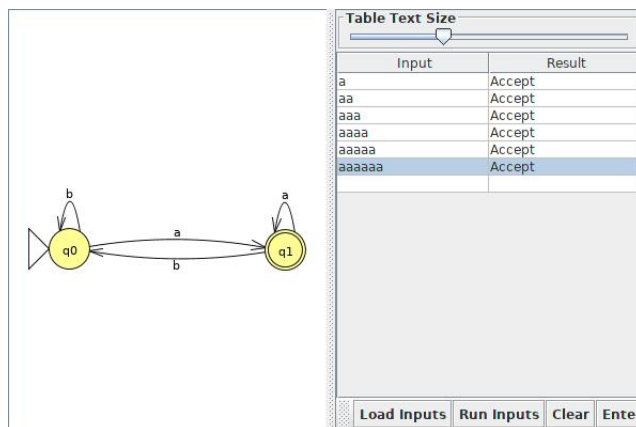 Table Text Size
Input Result
a Accept
aa Accept
aaa Accept
aaaa Accept
aaaaa Accept
aaaaaa Accept
b a
a
q0 q1
b
Load Inputs Run Inputs Clear Ente